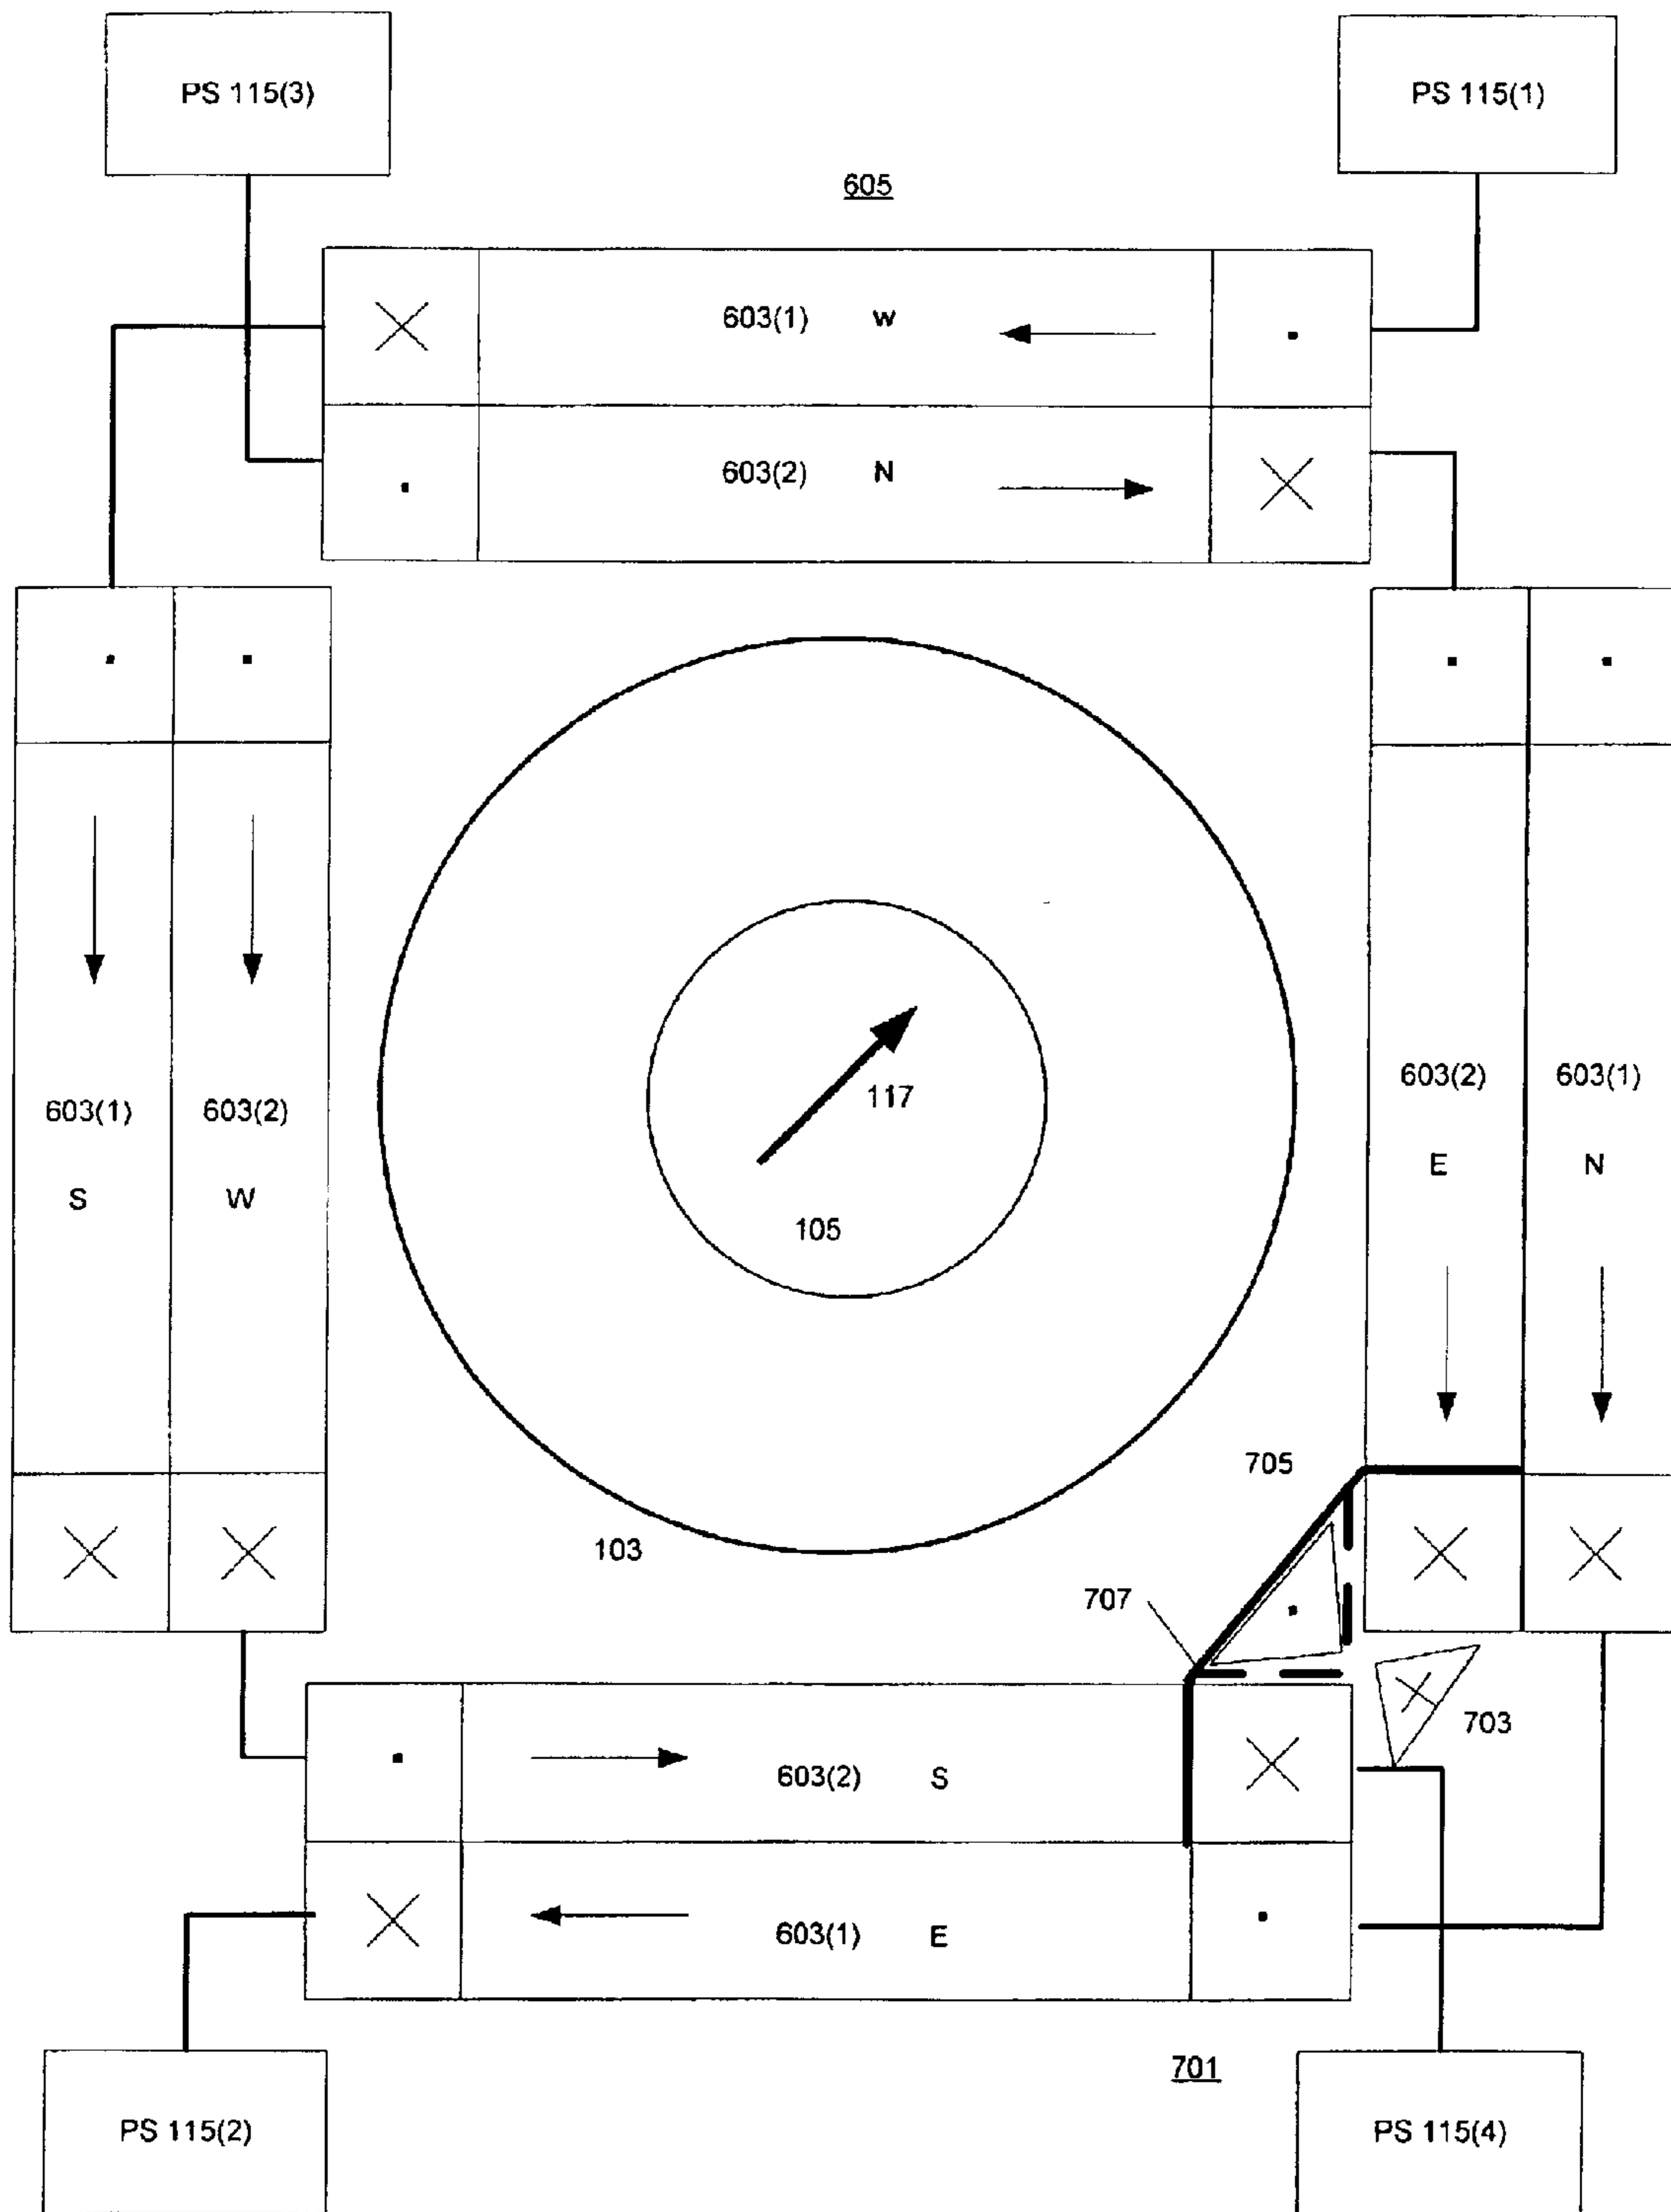 PS 115(3)
PS 115(1)
605
603(1) W
603(2) N
603(1)
S
603(2)
W
603(2)
E
603(1)
N
117
105
705
103
707
703
603(2) S
603(1) E
701
PS 115(2)
PS 115(4)